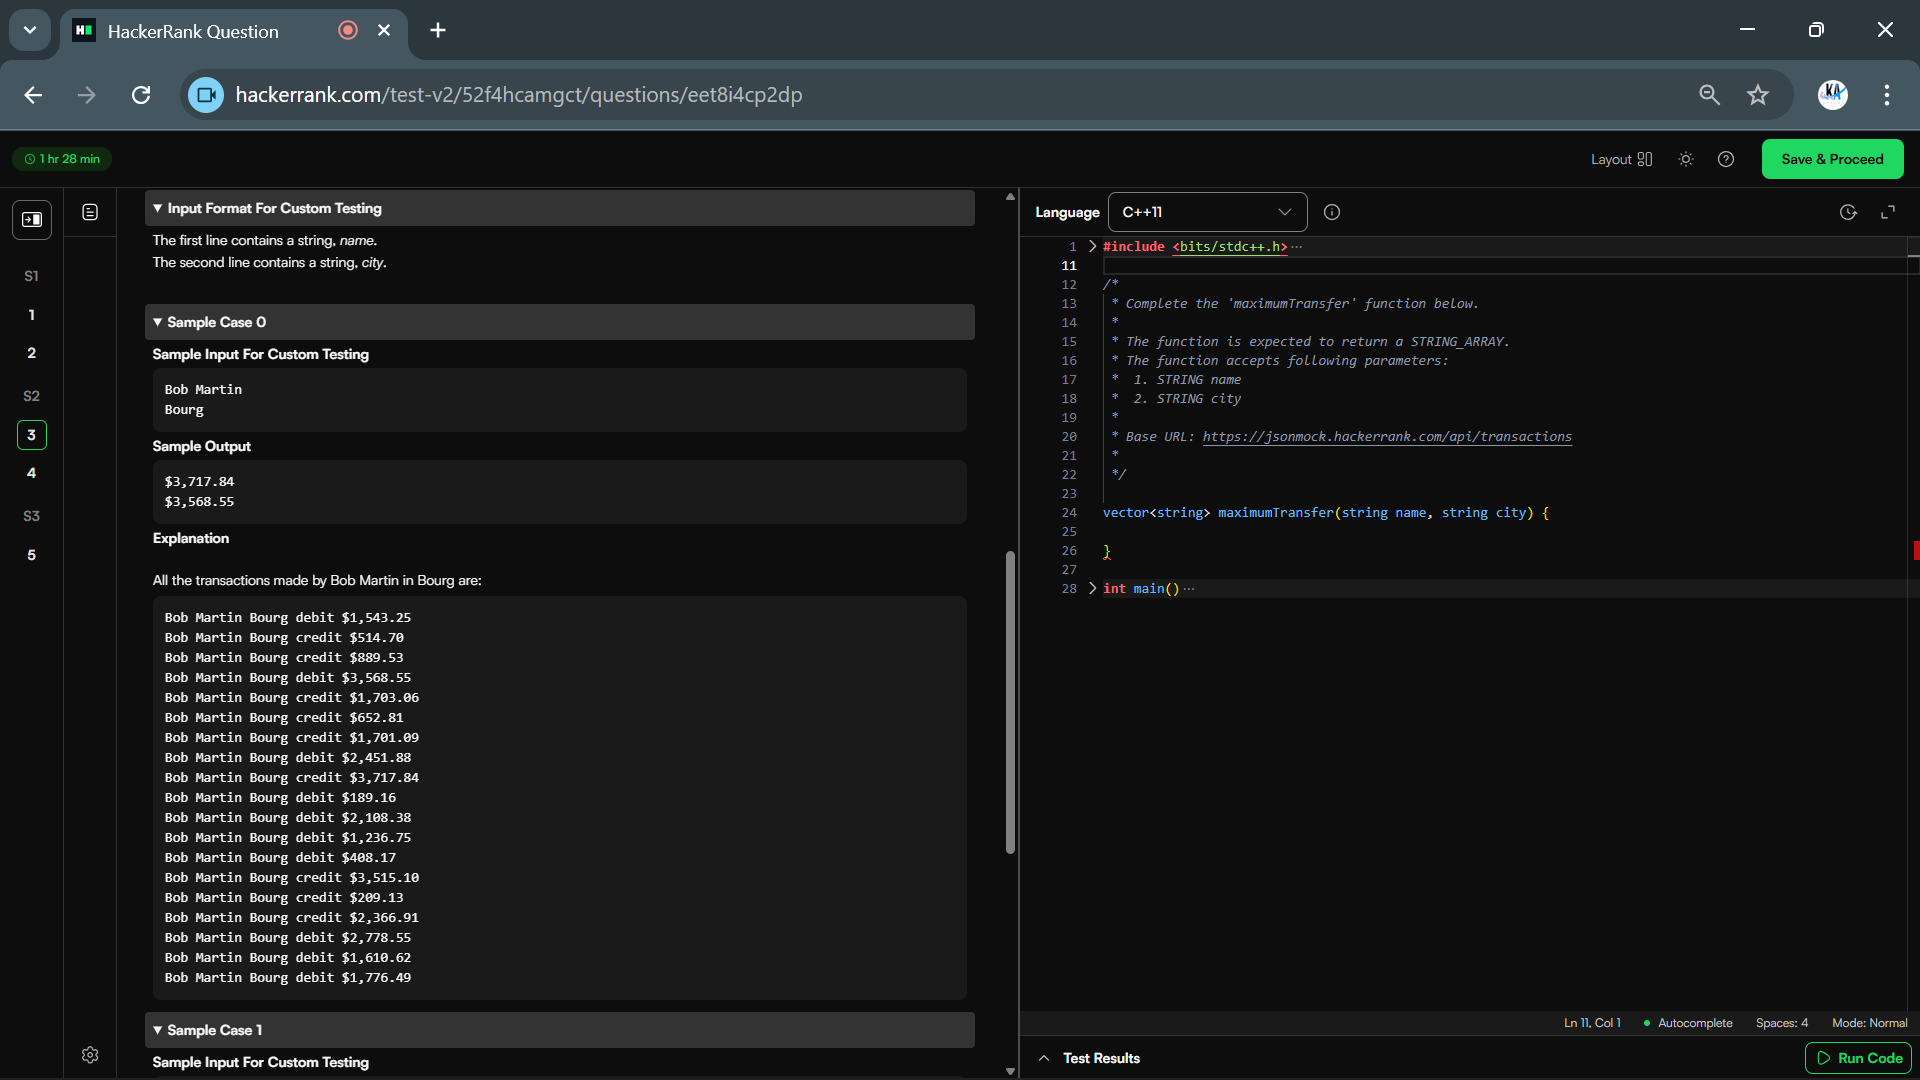 HackerRank Question
hackerrank.com/test-v2/52f4hcamgct/questions/eet8i4cp2dp
1 hr 28 min
Layout
Save & Proceed
S1
1
2
S2
3
4
S3
5
Input Format For Custom Testing
The first line contains a string, name.
The second line contains a string, city.
Sample Case 0
Sample Input For Custom Testing
Bob Martin
Bourg
Sample Output
$3,717.84
$3,568.55
Explanation
All the transactions made by Bob Martin in Bourg are:
Bob Martin Bourg debit $1,543.25
Bob Martin Bourg credit $514.70
Bob Martin Bourg credit $889.53
Bob Martin Bourg debit $3,568.55
Bob Martin Bourg credit $1,703.06
Bob Martin Bourg credit $652.81
Bob Martin Bourg credit $1,701.09
Bob Martin Bourg debit $2,451.88
Bob Martin Bourg credit $3,717.84
Bob Martin Bourg debit $189.16
Bob Martin Bourg debit $2,108.38
Bob Martin Bourg debit $1,236.75
Bob Martin Bourg debit $408.17
Bob Martin Bourg credit $3,515.10
Bob Martin Bourg credit $209.13
Bob Martin Bourg credit $2,366.91
Bob Martin Bourg debit $2,778.55
Bob Martin Bourg debit $1,610.62
Bob Martin Bourg debit $1,776.49
Sample Case 1
Sample Input For Custom Testing
Language C++11
1 #include <bits/stdc++.h>···
11
12 /*
13 * Complete the 'maximumTransfer' function below.
14 *
15 * The function is expected to return a STRING_ARRAY.
16 * The function accepts following parameters:
17 * 1. STRING name
18 * 2. STRING city
19 *
20 * Base URL: https://jsonmock.hackerrank.com/api/transactions
21 *
22 */
23
24 vector<string> maximumTransfer(string name, string city) {
25
26 }
27
28 int main()···
Ln 11, Col 1 Autocomplete Spaces: 4 Mode: Normal
Test Results
Run Code